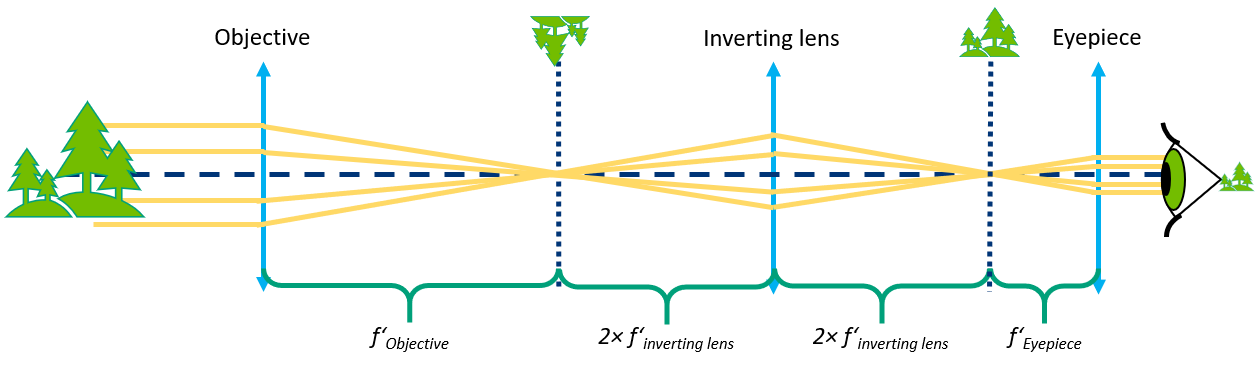 Objective
Inverting lens
Eyepiece
f‘Objective
2× f‘inverting lens
2× f‘inverting lens
f‘Eyepiece